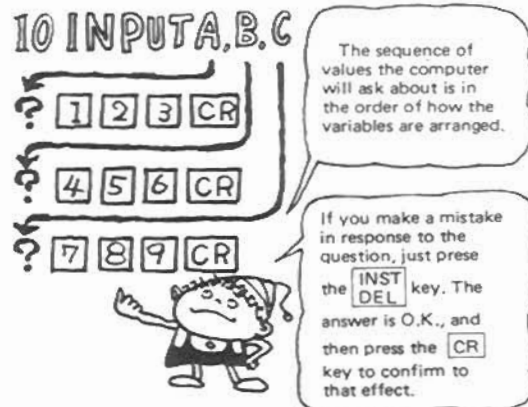 10 INPUTA,B,C
? 1 2 3 CR
? 4 5 6 CR
? 7 8 9 CR
The sequence of
values the computer
will ask about is in
the order of how the
variables are arranged.
If you make a mistake
in response to the
question, just prese
the INST DEL key. The
answer is O.K., and
then press the CR
key to confirm to
that effect.